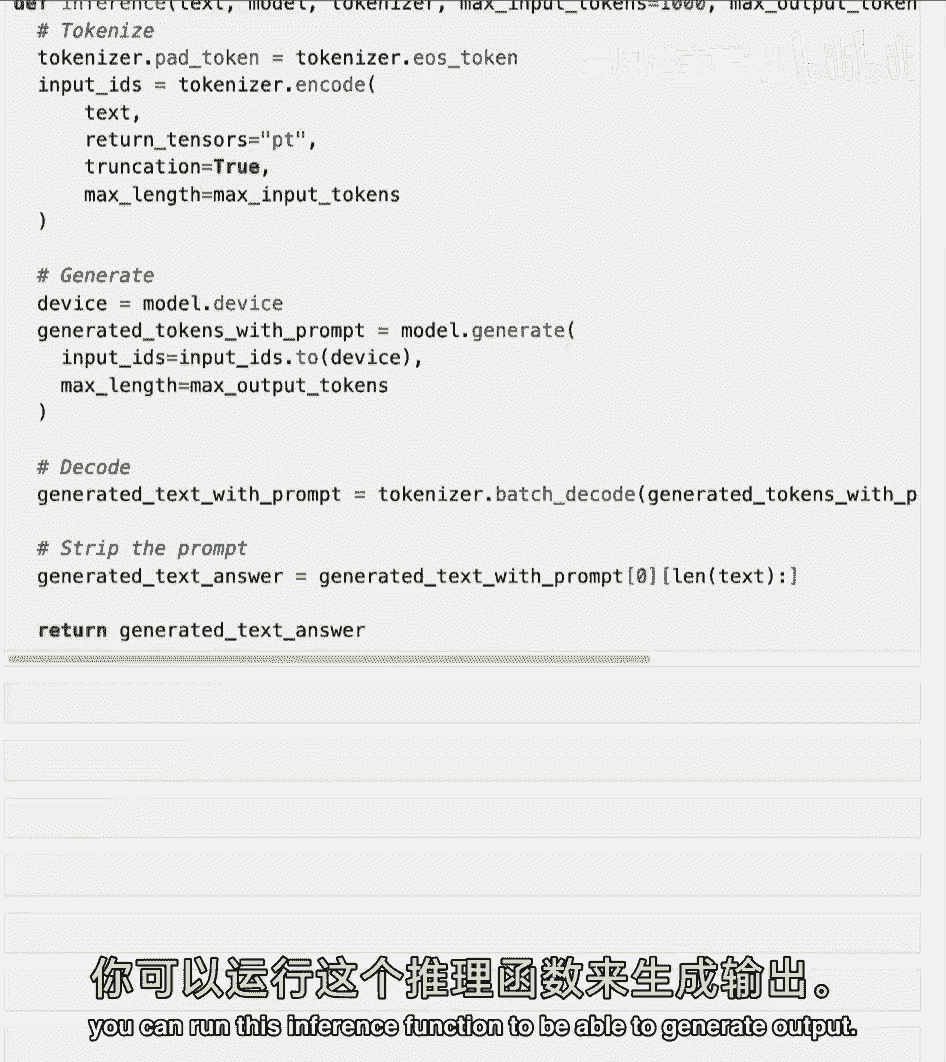 def inference(text, model, tokenizer, max_input_tokens=1000, max_output_token
# Tokenize
tokenizer.pad_token = tokenizer.eos_token
input_ids = tokenizer.encode(
text,
return_tensors="pt",
truncation=True,
max_length=max_input_tokens
)
# Generate
device = model.device
generated_tokens_with_prompt = model.generate(
input_ids=input_ids.to(device),
max_length=max_output_tokens
)
# Decode
generated_text_with_prompt = tokenizer.batch_decode(generated_tokens_with_p
# Strip the prompt
generated_text_answer = generated_text_with_prompt[0][len(text):]
return generated_text_answer
你可以运行这个推理函数来生成输出。
you can run this inference function to be able to generate output.